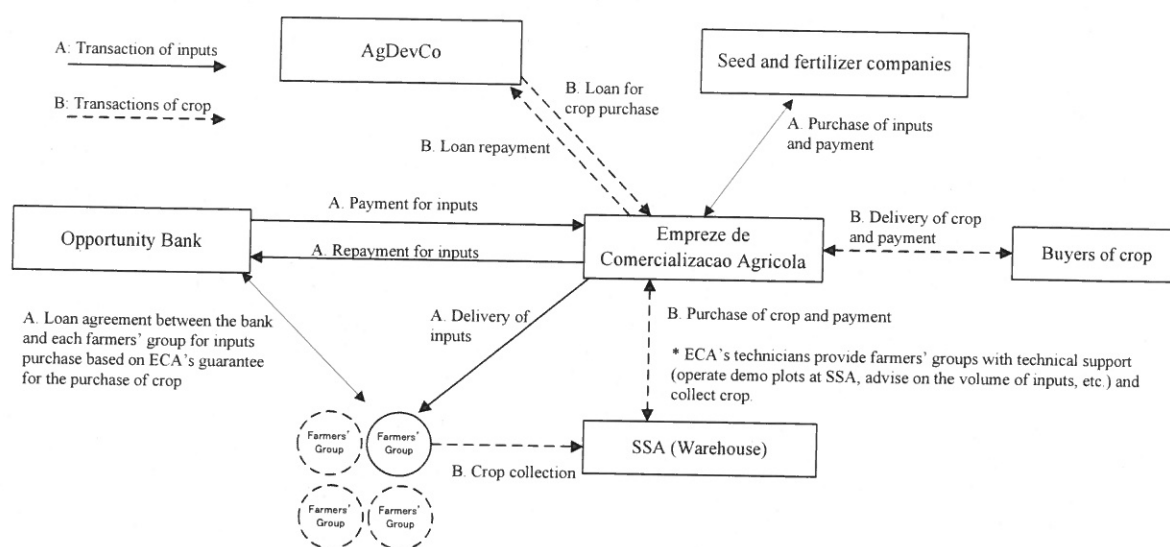 A: Transaction of inputs
B: Transactions of crop
AgDevCo
Seed and fertilizer companies
B. Loan for
crop purchase
B. Loan repayment
A. Purchase of inputs
and payment
A. Payment for inputs
Opportunity Bank
A. Repayment for inputs
Empreze de
Comercializacao Agricola
B. Delivery of crop
and payment
Buyers of crop
A. Loan agreement between the bank
and each farmers' group for inputs
purchase based on ECA's guarantee
for the purchase of crop
A. Delivery of
inputs
B. Purchase of crop and payment
* ECA's technicians provide farmers' groups with technical support
(operate demo plots at SSA, advise on the volume of inputs, etc.) and
collect crop.
Farmers'
Group
Farmers'
Group
B. Crop collection
SSA (Warehouse)
Farmers'
Group
Farmers'
Group